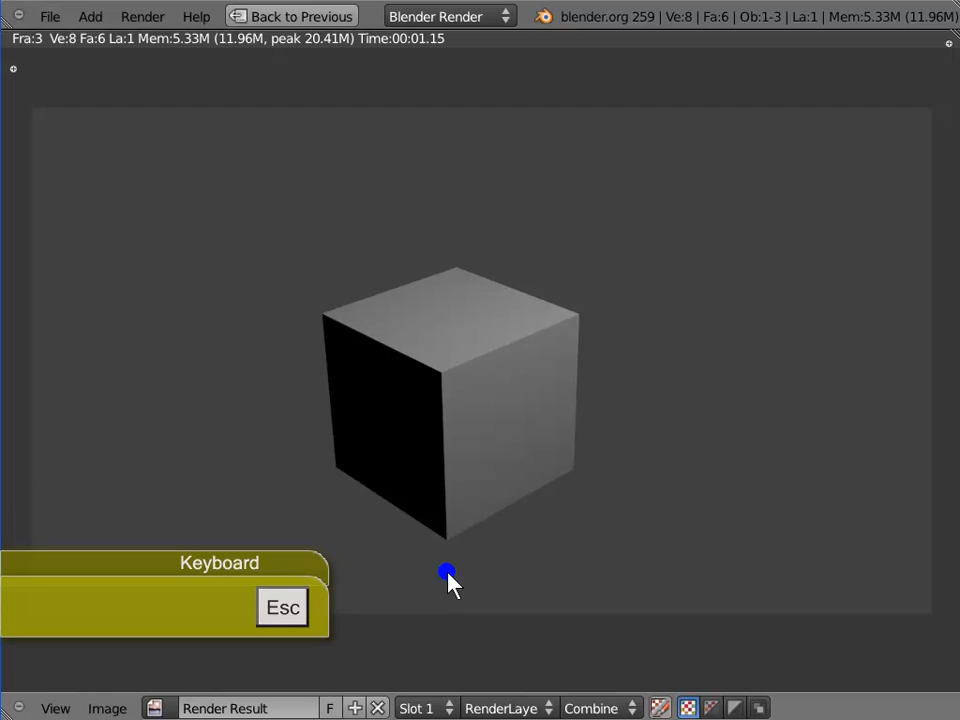 File Add Render Help Back to Previous Blender Render blender.org 259 | Ve:8 | Fa:6 | Ob:1-3 | La:1 | Mem:5.33M (11.96M)
Fra:3 Ve:8 Fa:6 La:1 Mem:5.33M (11.96M, peak 20.41M) Time:00:01.15
Keyboard
Esc
View Image Render Result F Slot 1 RenderLaye Combine